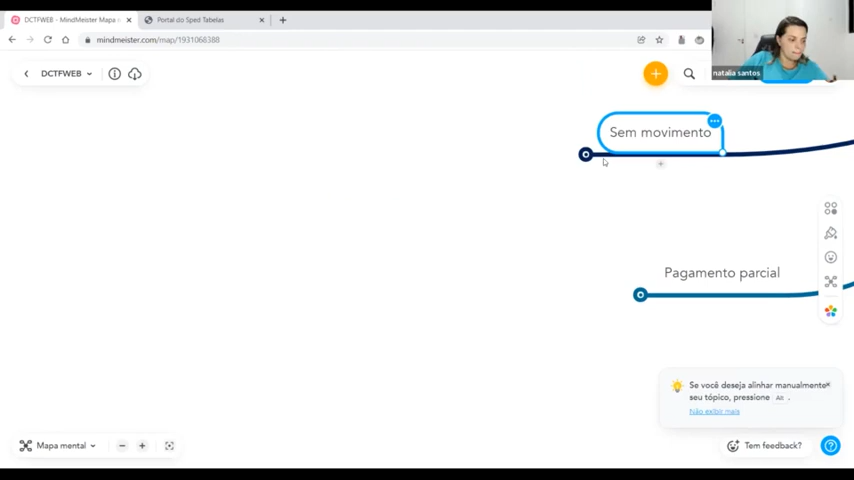 DCTFWEB - MindMeister Mapa m
Portal do Sped Tabelas
mindmeister.com/map/1931068388
natalia santos
DCTFWEB
Sem movimento
Pagamento parcial
Se você deseja alinhar manualmente
seu tópico, pressione Alt .
Não exibir mais
Mapa mental
Tem feedback?